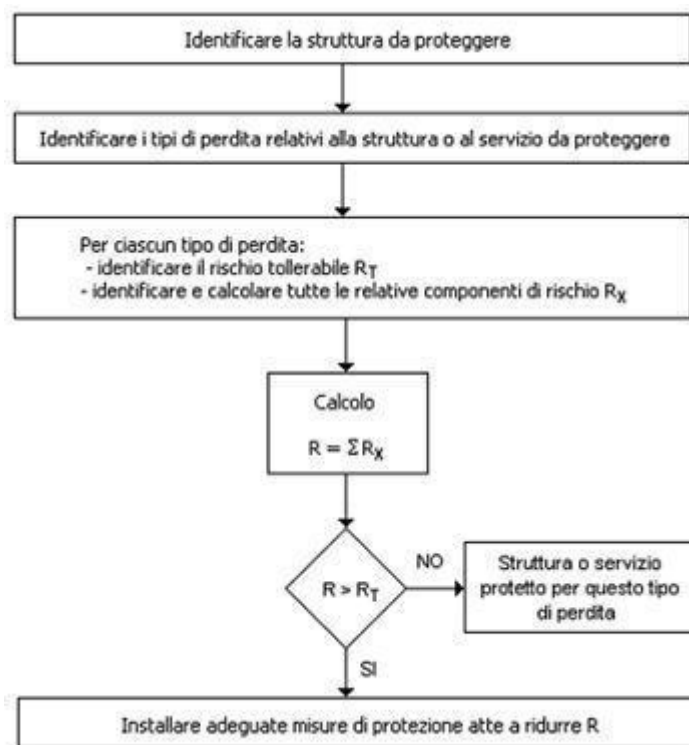 Identificare la struttura da proteggere
Identificare i tipi di perdita relativi alla struttura o al servizio da proteggere
Per ciascun tipo di perdita:
- identificare il rischio tollerabile RT
- identificare e calcolare tutte le relative componenti di rischio RX
Calcolo
R = ΣRX
R > RT
NO
Struttura o servizio
protetto per questo tipo
di perdita
SI
Installare adeguate misure di protezione atte a ridurre R